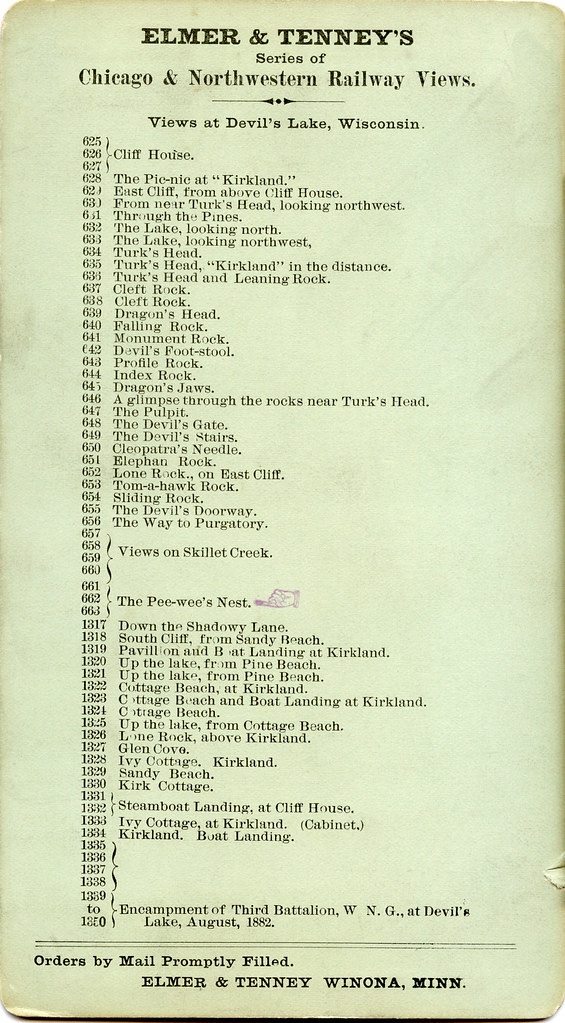 ELMER & TENNEY'S
Series of
Chicago & Northwestern Railway Views.
Views at Devil's Lake, Wisconsin.
625
626 Cliff House.
627
628 The Pic-nic at "Kirkland."
629 East Cliff, from above Cliff House.
630 From near Turk's Head, looking northwest.
631 Through the Pines.
632 The Lake, looking north.
633 The Lake, looking northwest,
634 Turk's Head.
635 Turk's Head, "Kirkland" in the distance.
636 Turk's Head and Leaning Rock.
637 Cleft Rock.
638 Cleft Rock.
639 Dragon's Head.
640 Falling Rock.
641 Monument Rock.
642 Devil's Foot-stool.
643 Profile Rock.
644 Index Rock.
645 Dragon's Jaws.
646 A glimpse through the rocks near Turk's Head.
647 The Pulpit.
648 The Devil's Gate.
649 The Devil's Stairs.
650 Cleopatra's Needle.
651 Elephan Rock.
652 Lone Rock., on East Cliff.
653 Tom-a-hawk Rock.
654 Sliding Rock.
655 The Devil's Doorway.
656 The Way to Purgatory.
657
658 Views on Skillet Creek.
659
660
661
662 The Pee-wee's Nest.
663
1317 Down the Shadowy Lane.
1318 South Cliff, from Sandy Beach.
1319 Pavillion and Boat Landing at Kirkland.
1320 Up the lake, from Pine Beach.
1321 Up the lake, from Pine Beach.
1322 Cottage Beach, at Kirkland.
1323 Cottage Beach and Boat Landing at Kirkland.
1324 Cottage Beach.
1325 Up the lake, from Cottage Beach.
1326 Lone Rock, above Kirkland.
1327 Glen Cove.
1328 Ivy Cottage. Kirkland.
1329 Sandy Beach.
1330 Kirk Cottage.
1331
1332 Steamboat Landing, at Cliff House.
1333 Ivy Cottage, at Kirkland. (Cabinet.)
1334 Kirkland. Boat Landing.
1335
1336
1337
1338
1339
to Encampment of Third Battalion, W N. G., at Devil's
1350 Lake, August, 1882.
Orders by Mail Promptly Filled.
ELMER & TENNEY WINONA, MINN.